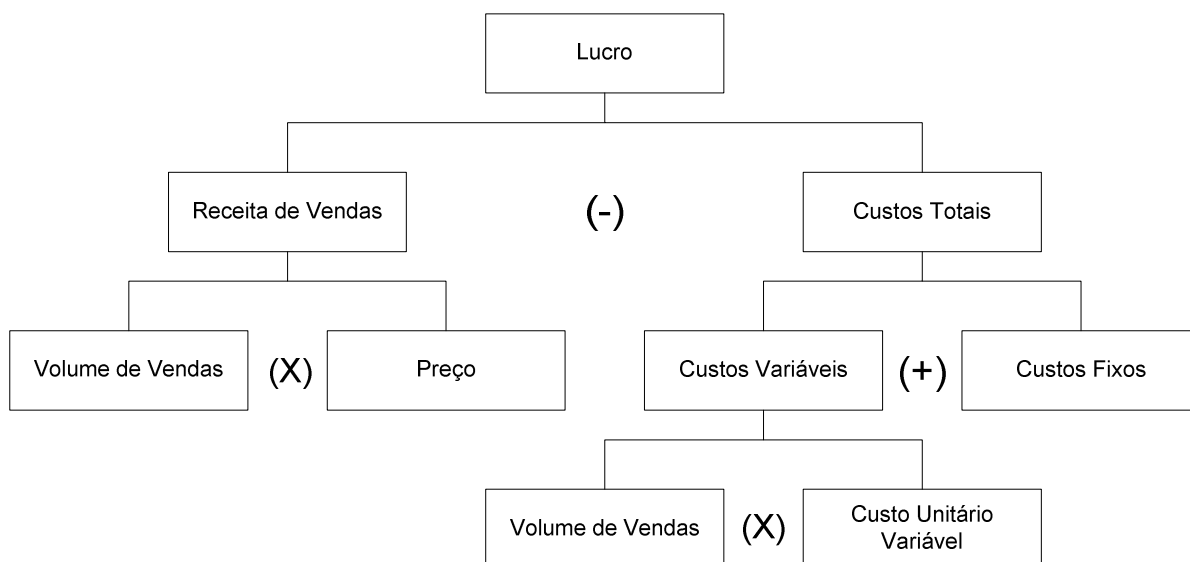 Lucro
Receita de Vendas
(-)
Custos Totais
Volume de Vendas
(X)
Preço
Custos Variáveis
(+)
Custos Fixos
Volume de Vendas
(X)
Custo Unitário
Variável